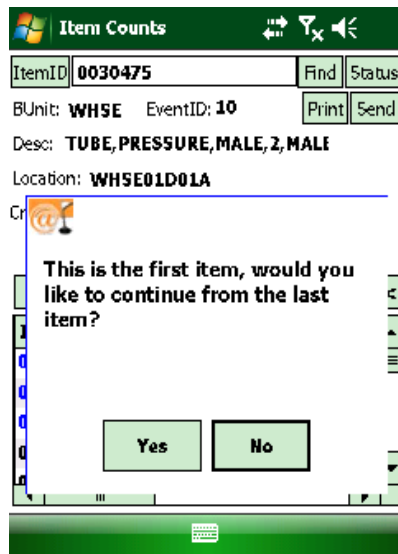 Item Counts
ItemID 0030475 Find Status
BUnit: WHSE EventID: 10 Print Send
Desc: TUBE,PRESSURE,MALE,2,MALE
Location: WHSE01D01A
This is the first item, would you
like to continue from the last
item?
Yes No